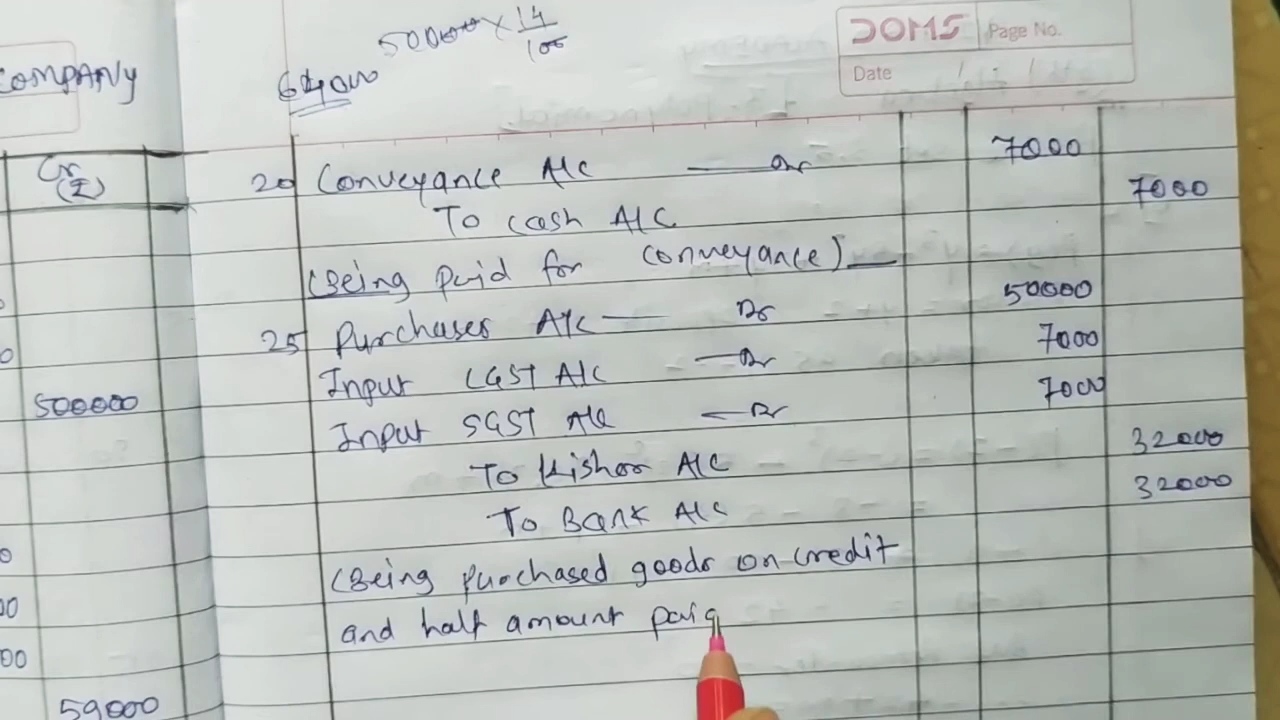 COMPANY
Cr
(₹)
500000
59000
50000 × 14/100
64000
DOMS Page No.
Date
20 Conveyance A/C — Dr 7000
To Cash A/C 7000
(Being paid for conveyance)
25 Purchases A/C — Dr 50000
Input CGST A/C — Dr 7000
Input SGST A/C — Dr 7000
To Kishor A/C 32000
To Bank A/C 32000
(Being purchased goods on credit
and half amount paid